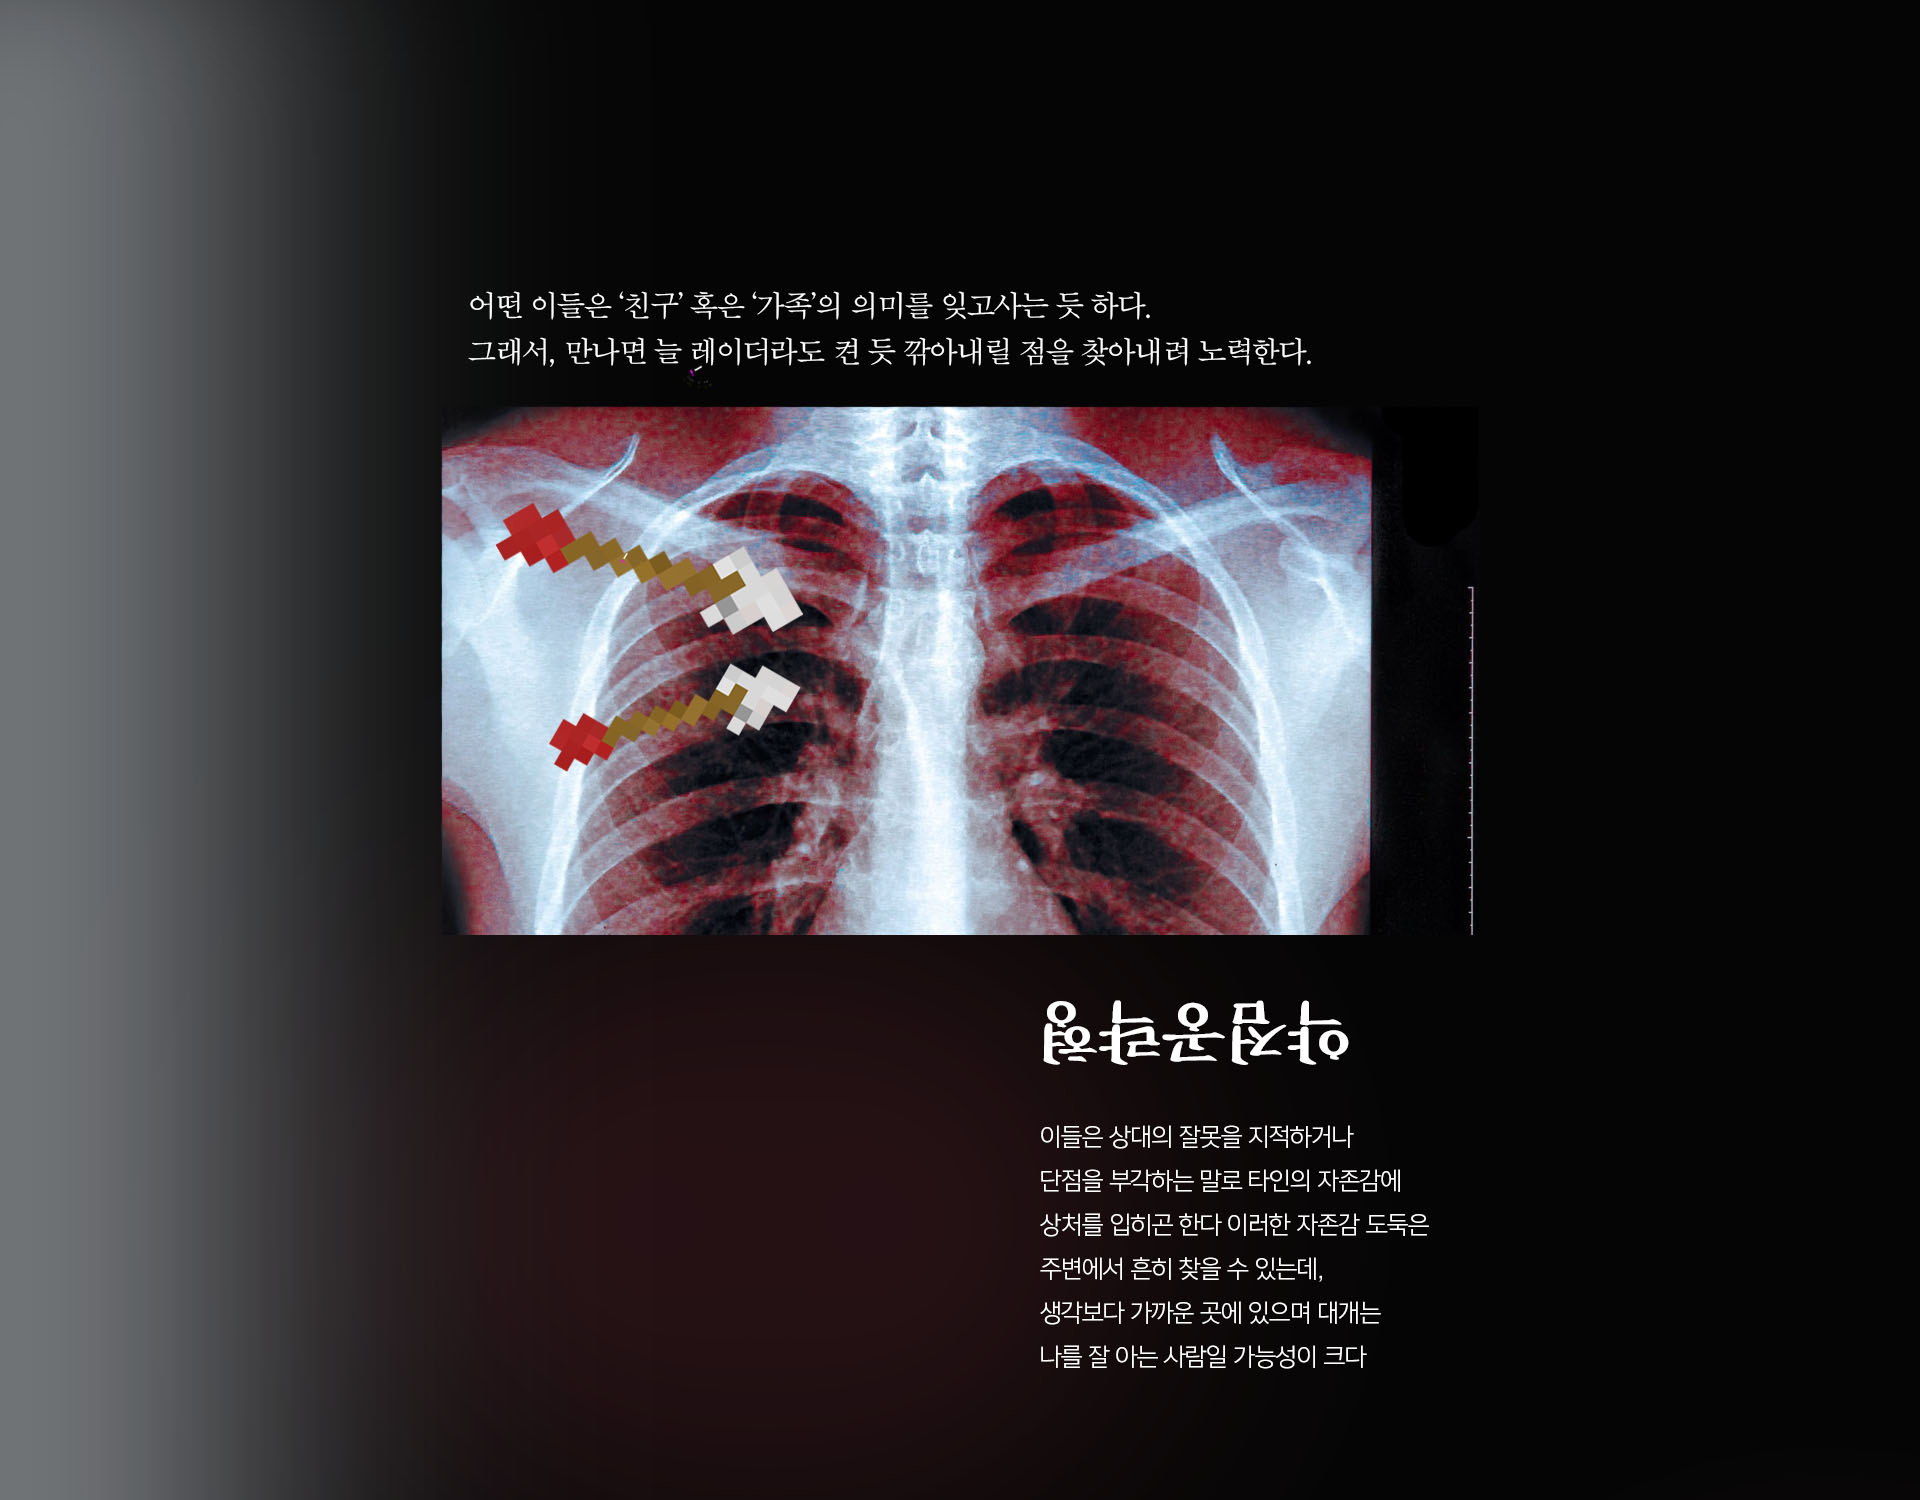 어떤 이들은 ‘친구’ 혹은 ‘가족’의 의미를 잊고사는 듯 하다.
그래서, 만나면 늘 레이더라도 켠 듯 깎아내릴 점을 찾아내려 노력한다.
약점공략형
이들은 상대의 잘못을 지적하거나
단점을 부각하는 말로 타인의 자존감에
상처를 입히곤 한다 이러한 자존감 도둑은
주변에서 흔히 찾을 수 있는데,
생각보다 가까운 곳에 있으며 대개는
나를 잘 아는 사람일 가능성이 크다